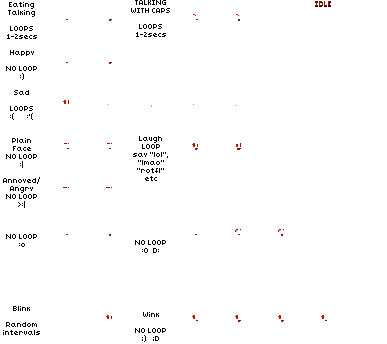 Eating
Talking
LOOPS
1-2secs
TALKING
WITH CAPS
LOOPS
1-2secs
IDLE
Happy
NO LOOP
:)
Sad
LOOPS
:( :'(
Plain
Face
NO LOOP
:|
Laugh
LOOP
say "lol",
"lmao"
"rotfl"
etc
Annoyed/
Angry
NO LOOP
>:|
NO LOOP
:o
NO LOOP
:O D:
Blink
Random
intervals
Wink
NO LOOP
;) ;D